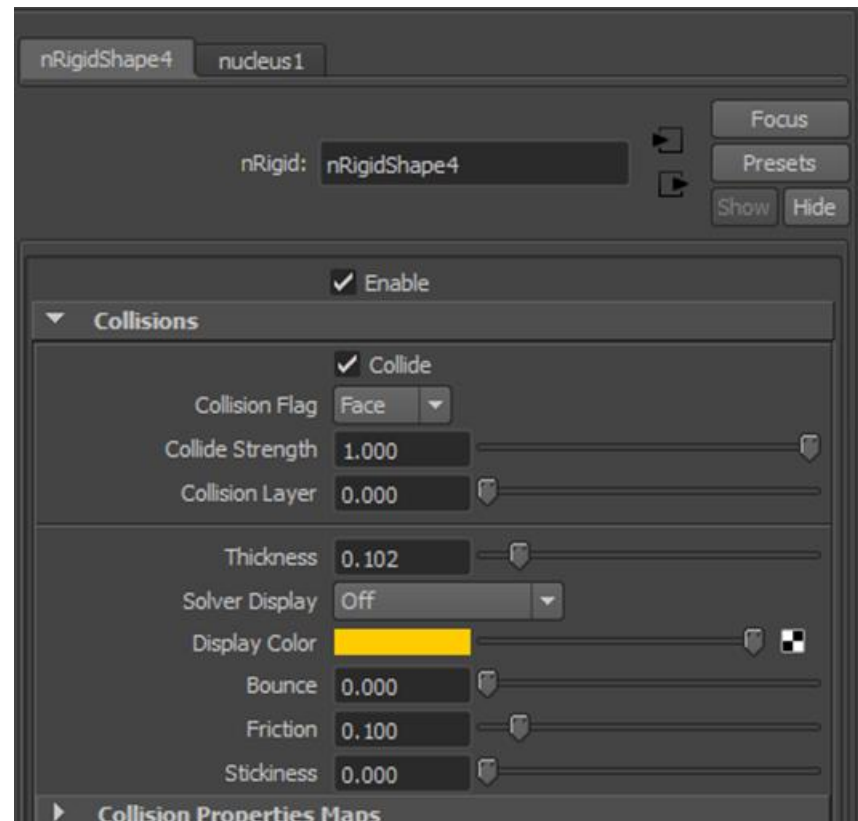 nRigidShape4 nucleus1
Focus
nRigid: nRigidShape4 Presets
Show Hide
Enable
Collisions
Collide
Collision Flag Face
Collide Strength 1.000
Collision Layer 0.000
Thickness 0.102
Solver Display Off
Display Color
Bounce 0.000
Friction 0.100
Stickiness 0.000
Collision Properties Maps